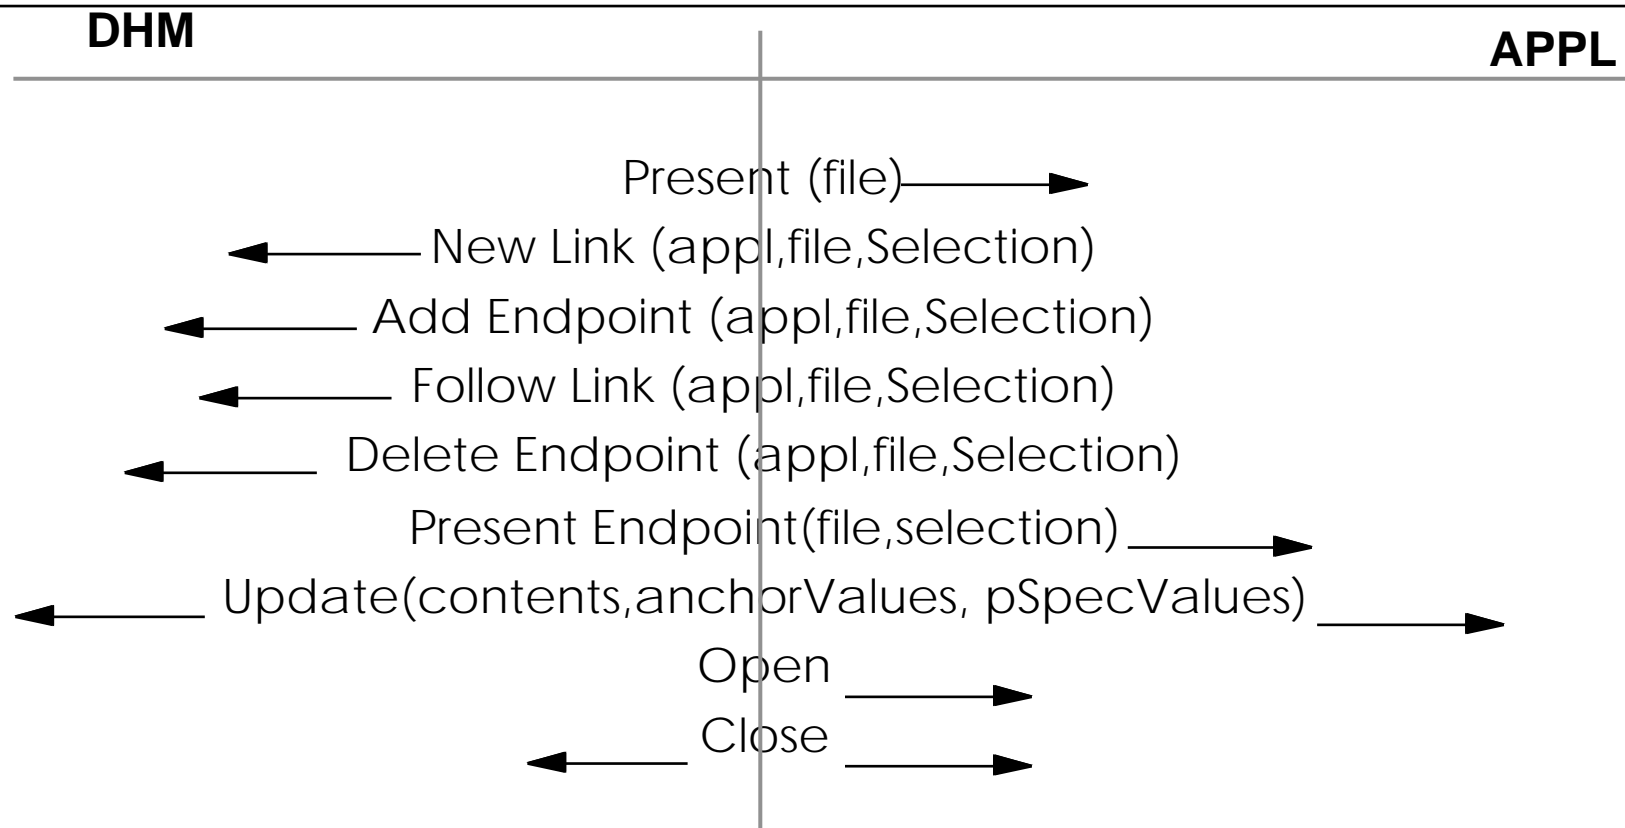 DHM
APPL
Present (file)
New Link (appl,file,Selection)
Add Endpoint (appl,file,Selection)
Follow Link (appl,file,Selection)
Delete Endpoint (appl,file,Selection)
Present Endpoint(file,selection)
Update(contents,anchorValues, pSpecValues)
Open
Close